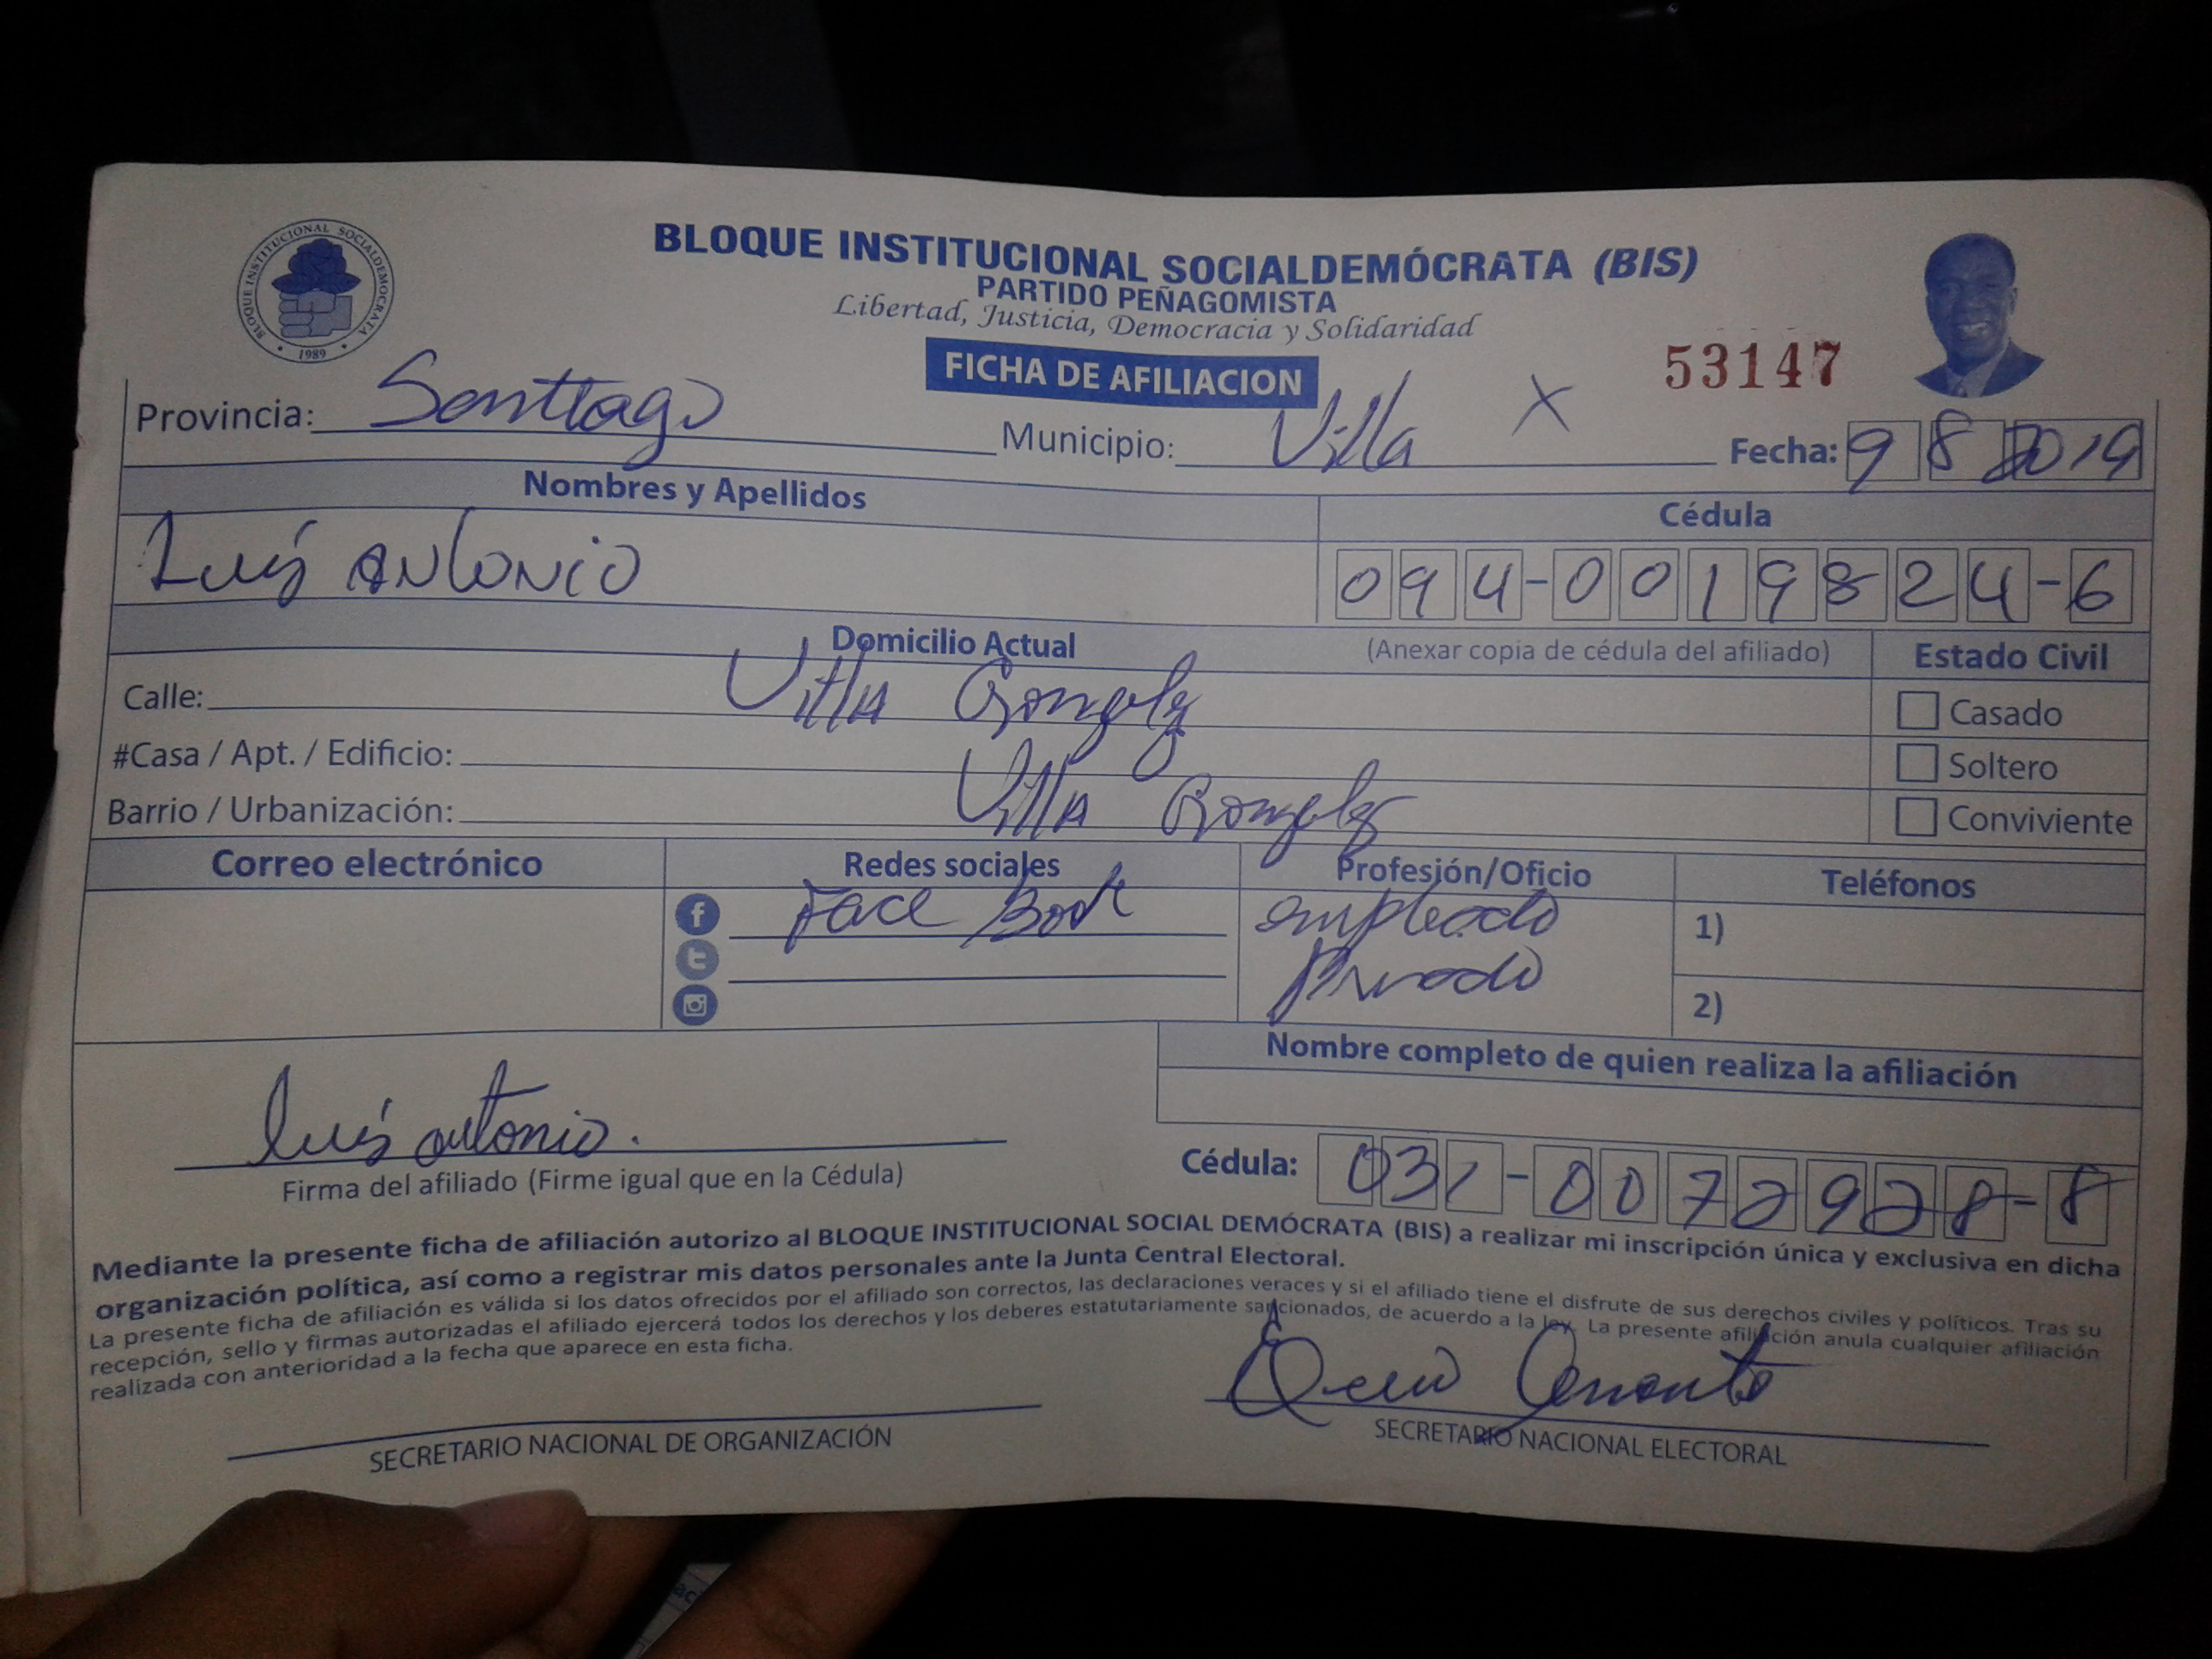 BLOQUE INSTITUCIONAL SOCIALDEMOCRATA
1989
BLOQUE INSTITUCIONAL SOCIALDEMÓCRATA (BIS)
PARTIDO PEÑAGOMISTA
Libertad, Justicia, Democracia y Solidaridad
FICHA DE AFILIACION
53147
Provincia: Santiago Municipio: Villa X Fecha: 9 8 2019
Nombres y Apellidos Cédula
Luís ANtoNio 094-0019824-6
Domicilio Actual (Anexar copia de cédula del afiliado) Estado Civil
Calle: Villa Gonzalez Casado
#Casa / Apt. / Edificio: Soltero
Barrio / Urbanización: Villa Gonzalez Conviviente
Correo electrónico Redes sociales Profesión/Oficio Teléfonos
Face Book empleado 1)
Privado 2)
Nombre completo de quien realiza la afiliación
luís antonio.
Firma del afiliado (Firme igual que en la Cédula)
Cédula: 031-0072928-8
Mediante la presente ficha de afiliación autorizo al BLOQUE INSTITUCIONAL SOCIAL DEMÓCRATA (BIS) a realizar mi inscripción única y exclusiva en dicha
organización política, así como a registrar mis datos personales ante la Junta Central Electoral.
La presente ficha de afiliación es válida si los datos ofrecidos por el afiliado son correctos, las declaraciones veraces y si el afiliado tiene el disfrute de sus derechos civiles y políticos. Tras su
recepción, sello y firmas autorizadas el afiliado ejercerá todos los derechos y los deberes estatutariamente sancionados, de acuerdo a la ley. La presente afiliación anula cualquier afiliación
realizada con anterioridad a la fecha que aparece en esta ficha.
SECRETARIO NACIONAL DE ORGANIZACIÓN
SECRETARIO NACIONAL ELECTORAL